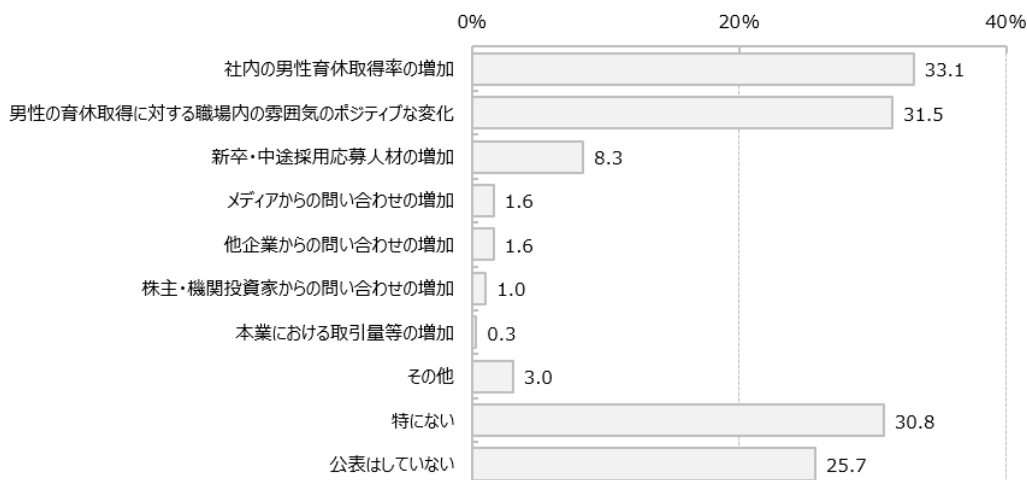 0% 20% 40%
社内の男性育休取得率の増加 33.1
男性の育休取得に対する職場内の雰囲気のポジティブな変化 31.5
新卒・中途採用応募人材の増加 8.3
メディアからの問い合わせの増加 1.6
他企業からの問い合わせの増加 1.6
株主・機関投資家からの問い合わせの増加 1.0
本業における取引量等の増加 0.3
その他 3.0
特にない 30.8
公表はしていない 25.7